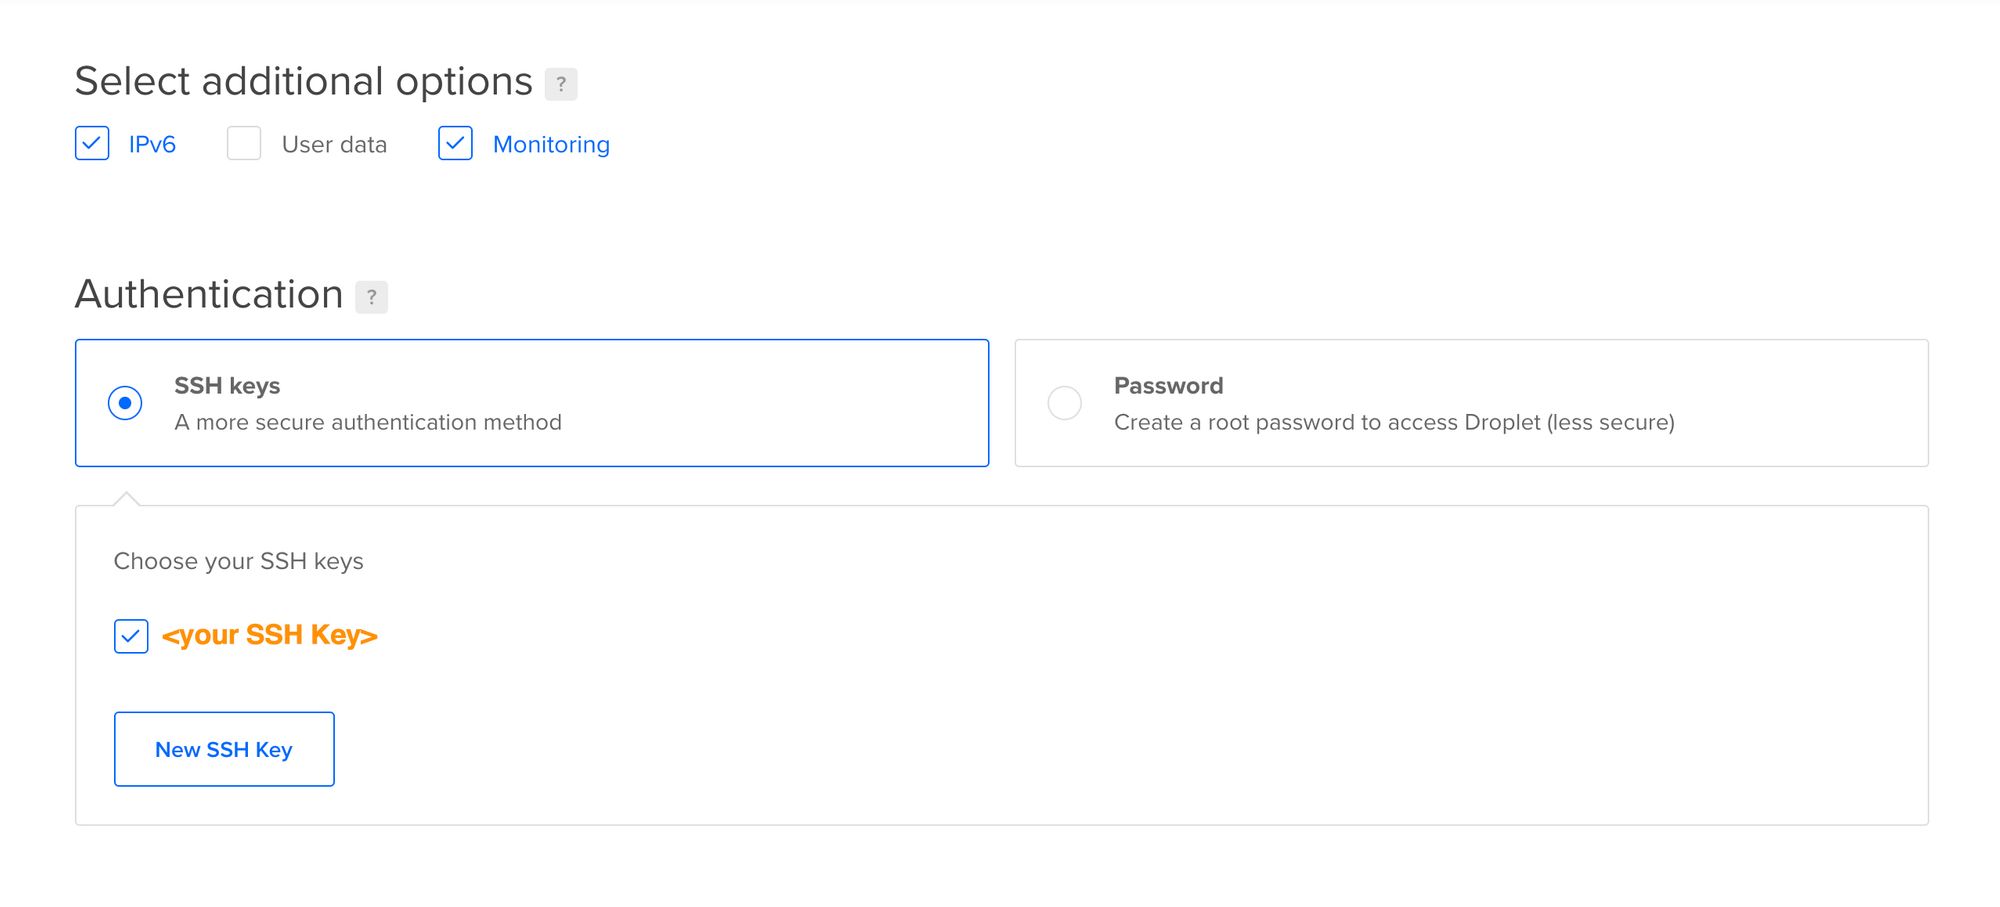 Select additional options ?
IPv6 User data Monitoring
Authentication ?
SSH keys
A more secure authentication method
Password
Create a root password to access Droplet (less secure)
Choose your SSH keys
<your SSH Key>
New SSH Key